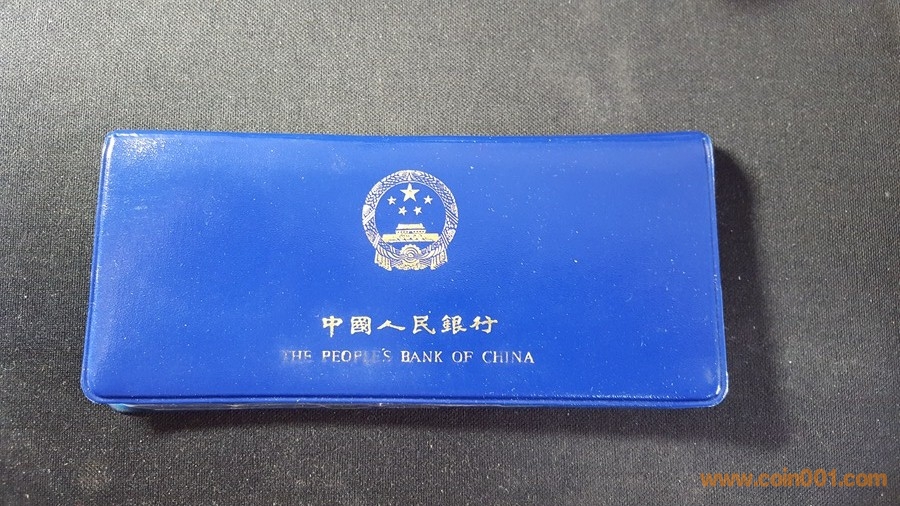 中國人民銀行
THE PEOPLE'S BANK OF CHINA
www.coin001.com